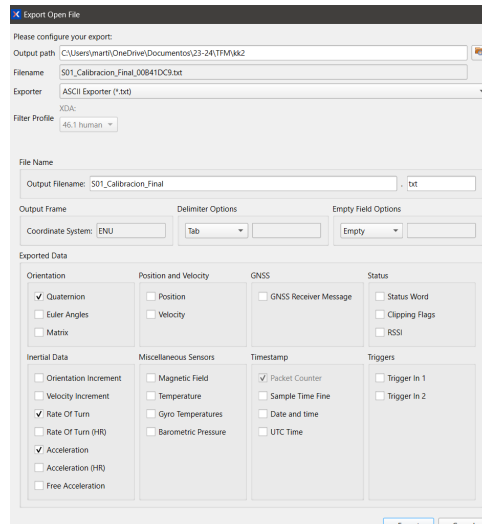 Export Open File
Please configure your export:
Output path C:\Users\marti\OneDrive\Documentos\23-24\TFM\kk2
Filename S01_Calibracion_Final_00B41DC9.txt
Exporter ASCII Exporter (*.txt)
XDA:
Filter Profile 46.1 human
File Name
Output Filename: S01_Calibracion_Final . txt
Output Frame Delimiter Options Empty Field Options
Coordinate System: ENU Tab Empty
Exported Data
Orientation Position and Velocity GNSS Status
Quaternion Position GNSS Receiver Message Status Word
Euler Angles Velocity Clipping Flags
Matrix RSSI
Inertial Data Miscellaneous Sensors Timestamp Triggers
Orientation Increment Magnetic Field Packet Counter Trigger In 1
Velocity Increment Temperature Sample Time Fine Trigger In 2
Rate Of Turn Gyro Temperatures Date and time
Rate Of Turn (HR) Barometric Pressure UTC Time
Acceleration
Acceleration (HR)
Free Acceleration